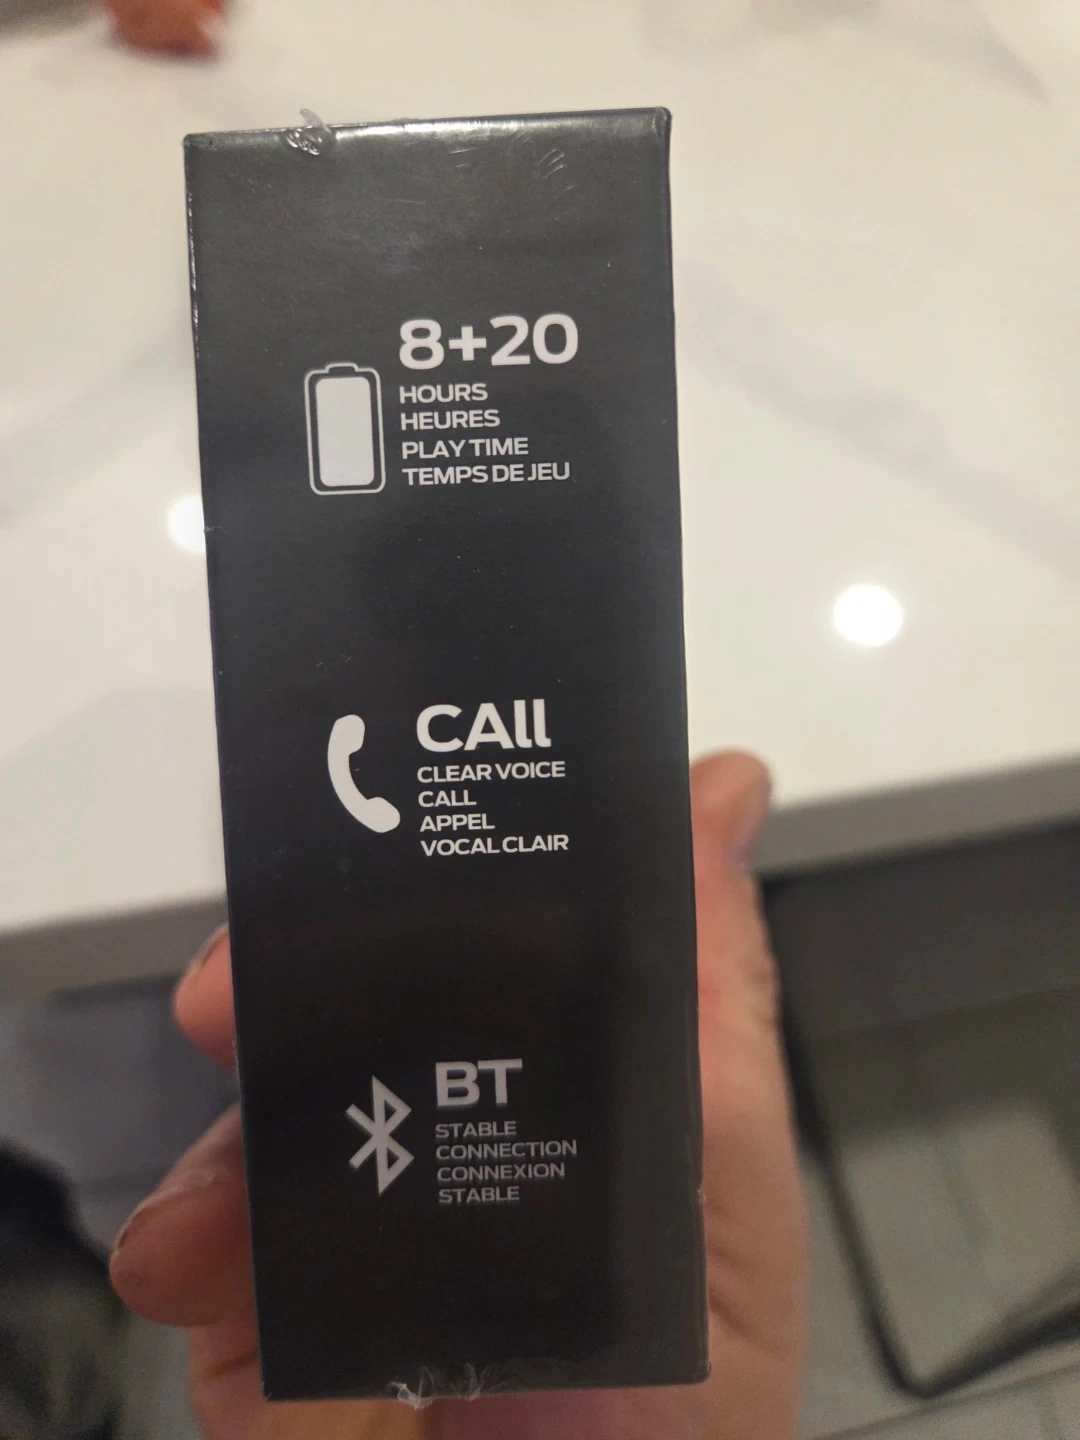 8+20
HOURS
HEURES
PLAY TIME
TEMPS DE JEU
CAll
CLEAR VOICE
CALL
APPEL
VOCAL CLAIR
BT
STABLE
CONNECTION
CONNEXION
STABLE